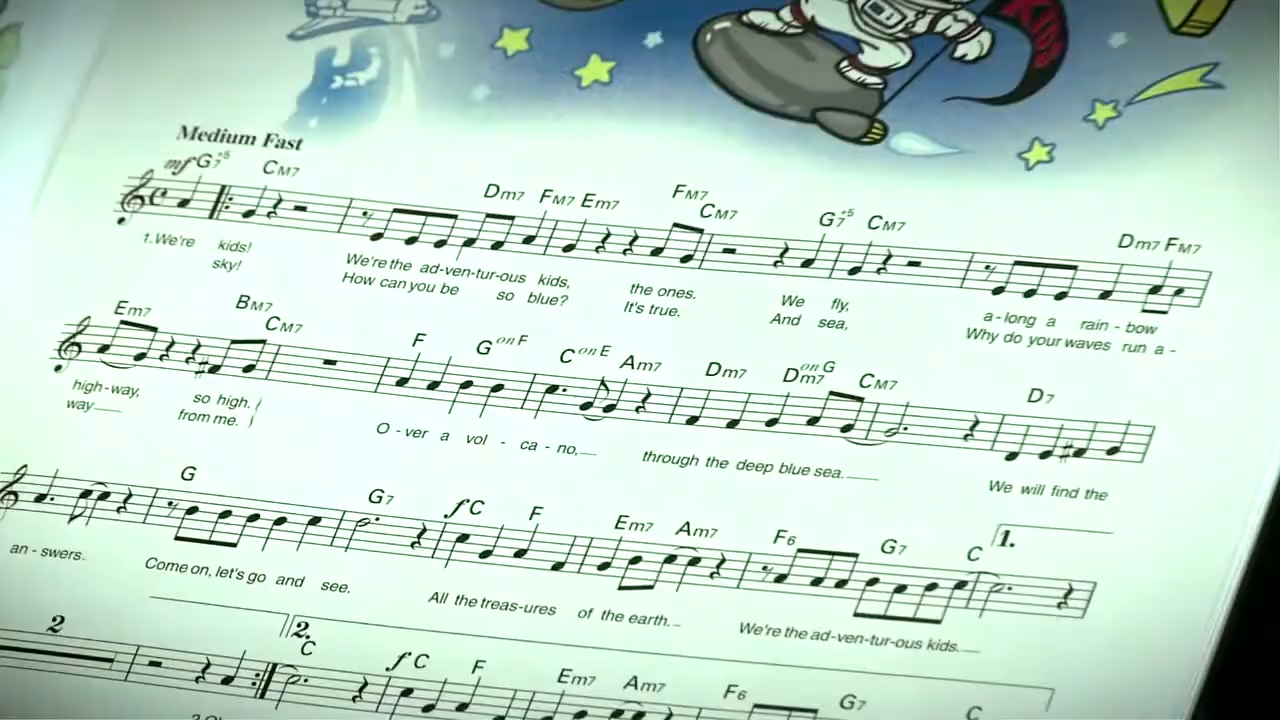 KIDS
Medium Fast
mf G7+5 CM7 Dm7 FM7 Em7 FM7 CM7 G7+5 CM7 Dm7 FM7
1.We're kids! We're the ad-ven-tur-ous kids, the ones. We fly, a-long a rain-bow
sky! How can you be so blue? It's true. And sea, Why do your waves run a-
Em7 BM7 CM7 F G on F C on E Am7 Dm7 Dm7 on G CM7 D7
high-way, so high. O-ver a vol-ca-no, through the deep blue sea. We will find the
way from me.
G G7 f C F Em7 Am7 F6 G7 C 1.
an-swers. Come on, let's go and see. All the treas-ures of the earth. We're the ad-ven-tur-ous kids.
2 2. C f C F Em7 Am7 F6 G7 C